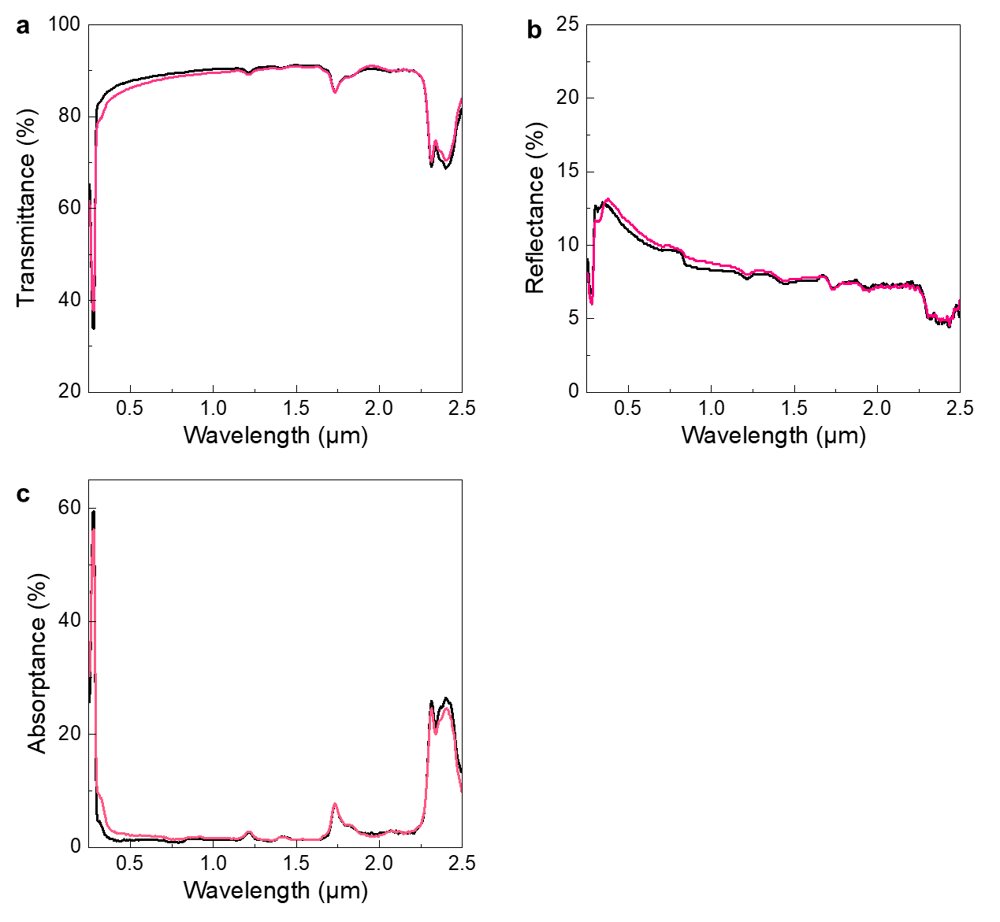 a
100
80
60
40
20
Transmittance (%)
0.5 1.0 1.5 2.0 2.5
Wavelength (μm)
b
25
20
15
10
5
0
Reflectance (%)
0.5 1.0 1.5 2.0 2.5
Wavelength (μm)
c
60
40
20
0
Absorptance (%)
0.5 1.0 1.5 2.0 2.5
Wavelength (μm)